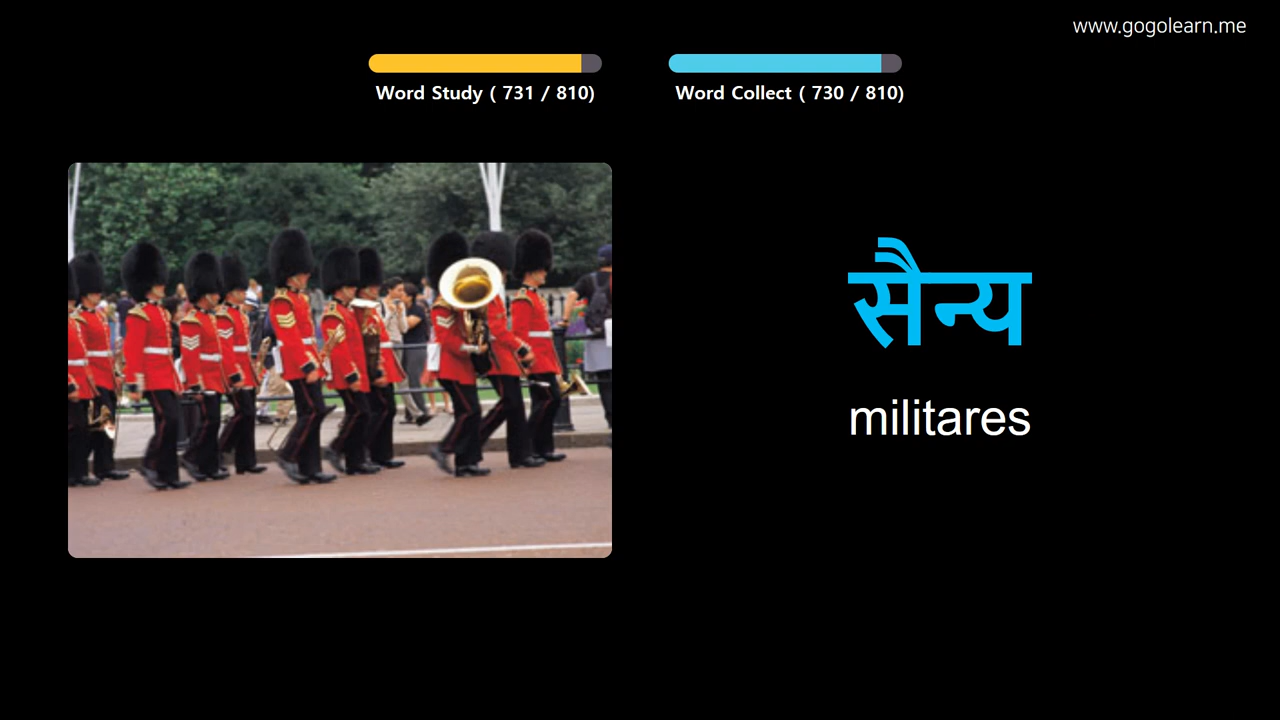 www.gogolearn.me
Word Study ( 731 / 810)
Word Collect ( 730 / 810)
सैन्य
militares